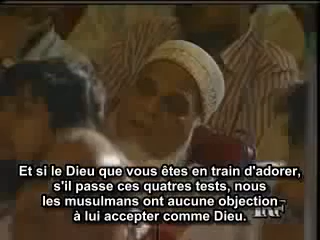 Et si le Dieu que vous êtes en train d'adorer,
s'il passe ces quatres tests, nous
les musulmans ont aucune objection
à lui accepter comme Dieu.